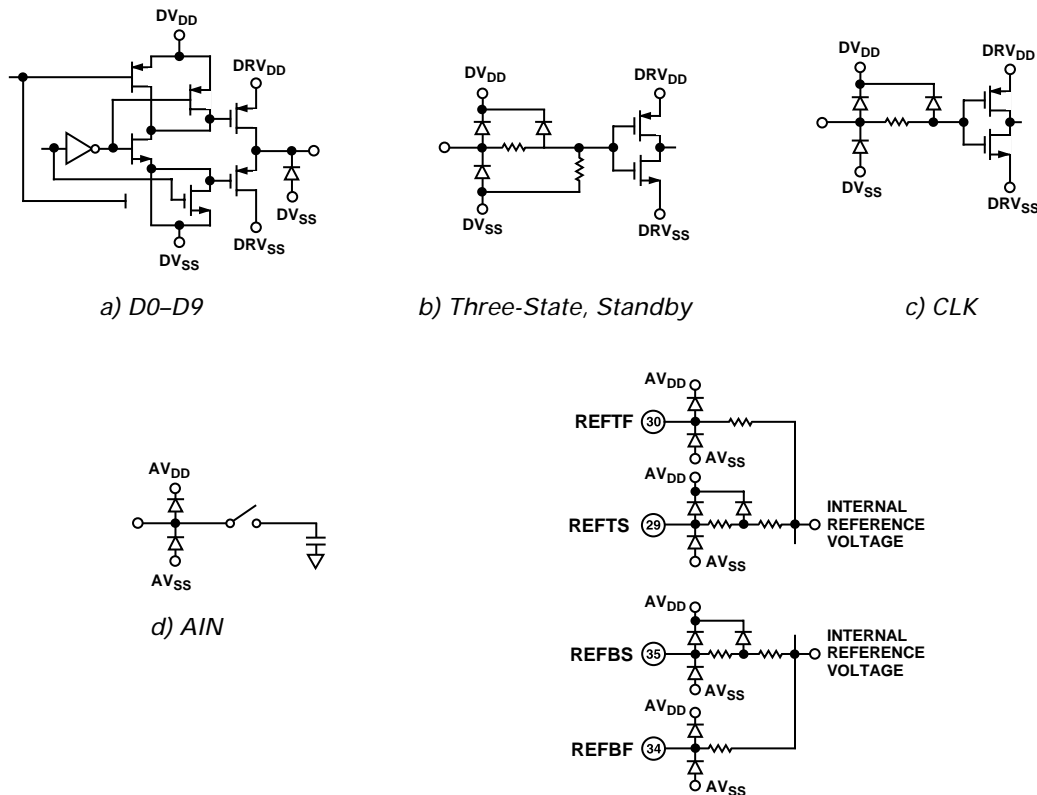 DVDD
DRVDD
DVSS
DVSS
DRVSS
a) D0–D9
DVDD
DRVDD
DVSS
DRVSS
b) Three-State, Standby
DVDD
DRVDD
DVSS
DRVSS
c) CLK
AVDD
AVSS
d) AIN
AVDD
REFTF 30
AVSS
AVDD
REFTS 29
AVSS
INTERNAL
REFERENCE
VOLTAGE
AVDD
REFBS 35
AVSS
INTERNAL
REFERENCE
VOLTAGE
AVDD
REFBF 34
AVSS